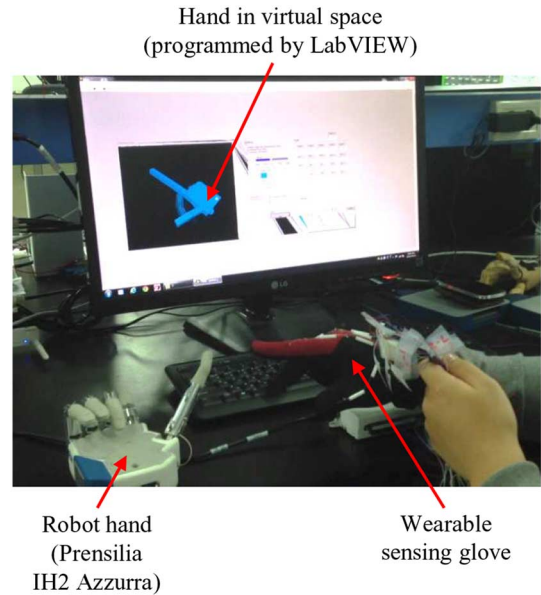 Hand in virtual space
(programmed by LabVIEW)
LG
Robot hand
(Prensilia
IH2 Azzurra)
Wearable
sensing glove